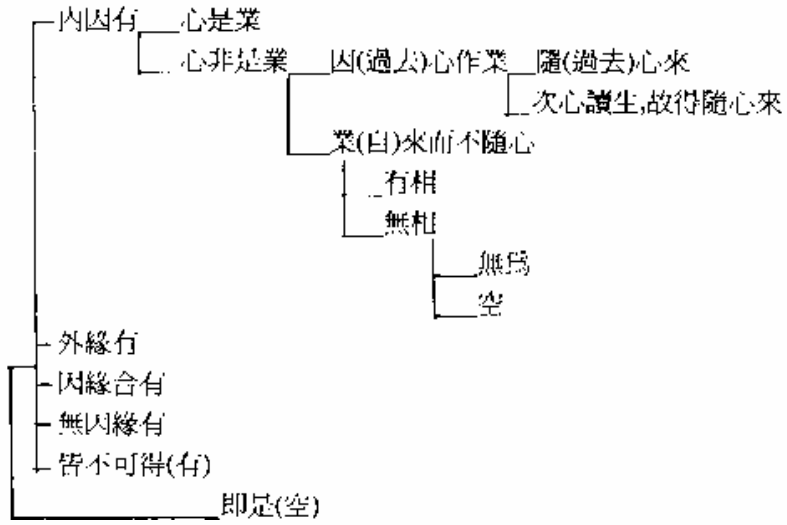 內因有 心是業
心非是業 因(過去)心作業 隨(過去)心來
次心讀生,故得隨心來
業(自)來而不隨心
有相
無相
無為
空
外緣有
因緣合有
無因緣有
皆不可得(有)
即是(空)